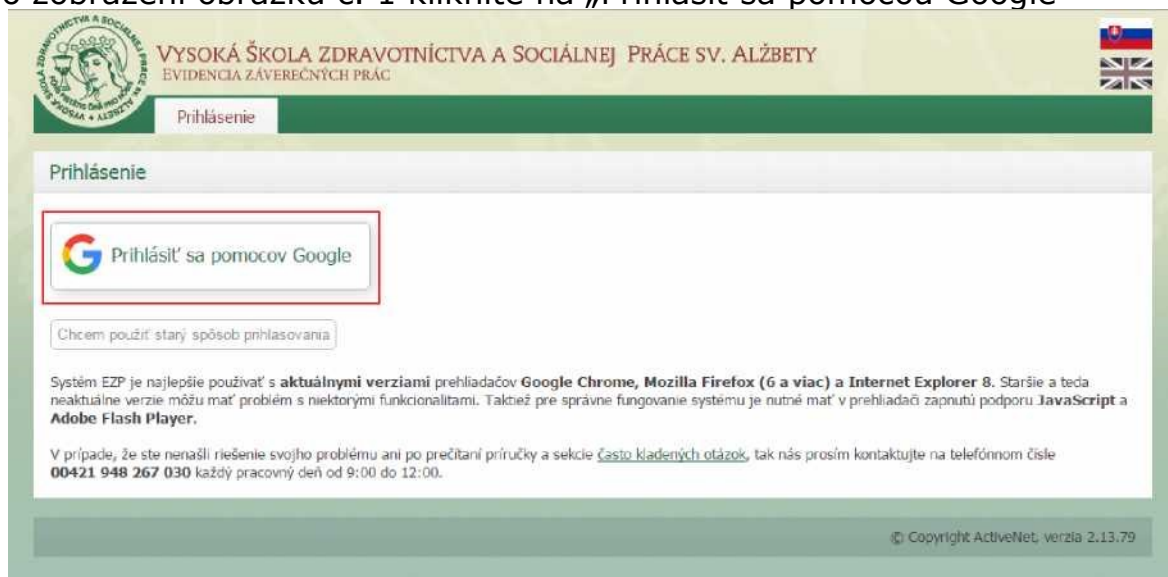 o zobrazení obrázku č. 1 kliknite na „Prihlásiť sa pomocou Google
VYSOKÁ ŠKOLA ZDRAVOTNÍCTVA A SOCIÁLNEJ PRÁCE SV. ALŽBETY
EVIDENCIA ZÁVEREČNÝCH PRÁC
Prihlásenie
Prihlásenie
Prihlásiť sa pomocov Google
Chcem použiť starý spôsob prihlasovania
Systém EZP je najlepšie používať s aktuálnymi verziami prehliadačov Google Chrome, Mozilla Firefox (6 a viac) a Internet Explorer 8. Staršie a teda
neaktuálne verzie môžu mať problém s niektorými funkcionalitami. Taktiež pre správne fungovanie systému je nutné mať v prehliadači zapnutú podporu JavaScript a
Adobe Flash Player.
V prípade, že ste nenašli riešenie svojho problému ani po prečítaní príručky a sekcie často kladených otázok, tak nás prosím kontaktujte na telefónnom čísle
00421 948 267 030 každý pracovný deň od 9:00 do 12:00.
© Copyright ActiveNet, verzia 2.13.79